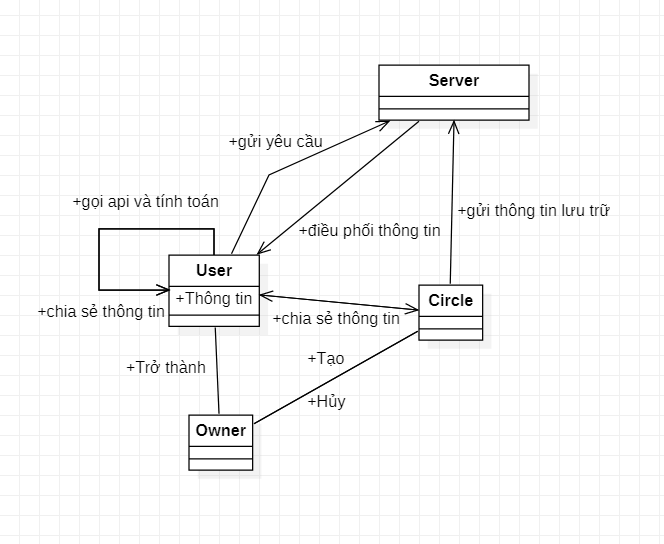 Server
+gửi yêu cầu
+gọi api và tính toán
+gửi thông tin lưu trữ
+điều phối thông tin
User
+Thông tin
Circle
+chia sẻ thông tin
+chia sẻ thông tin
+Tạo
+Trở thành
+Hủy
Owner